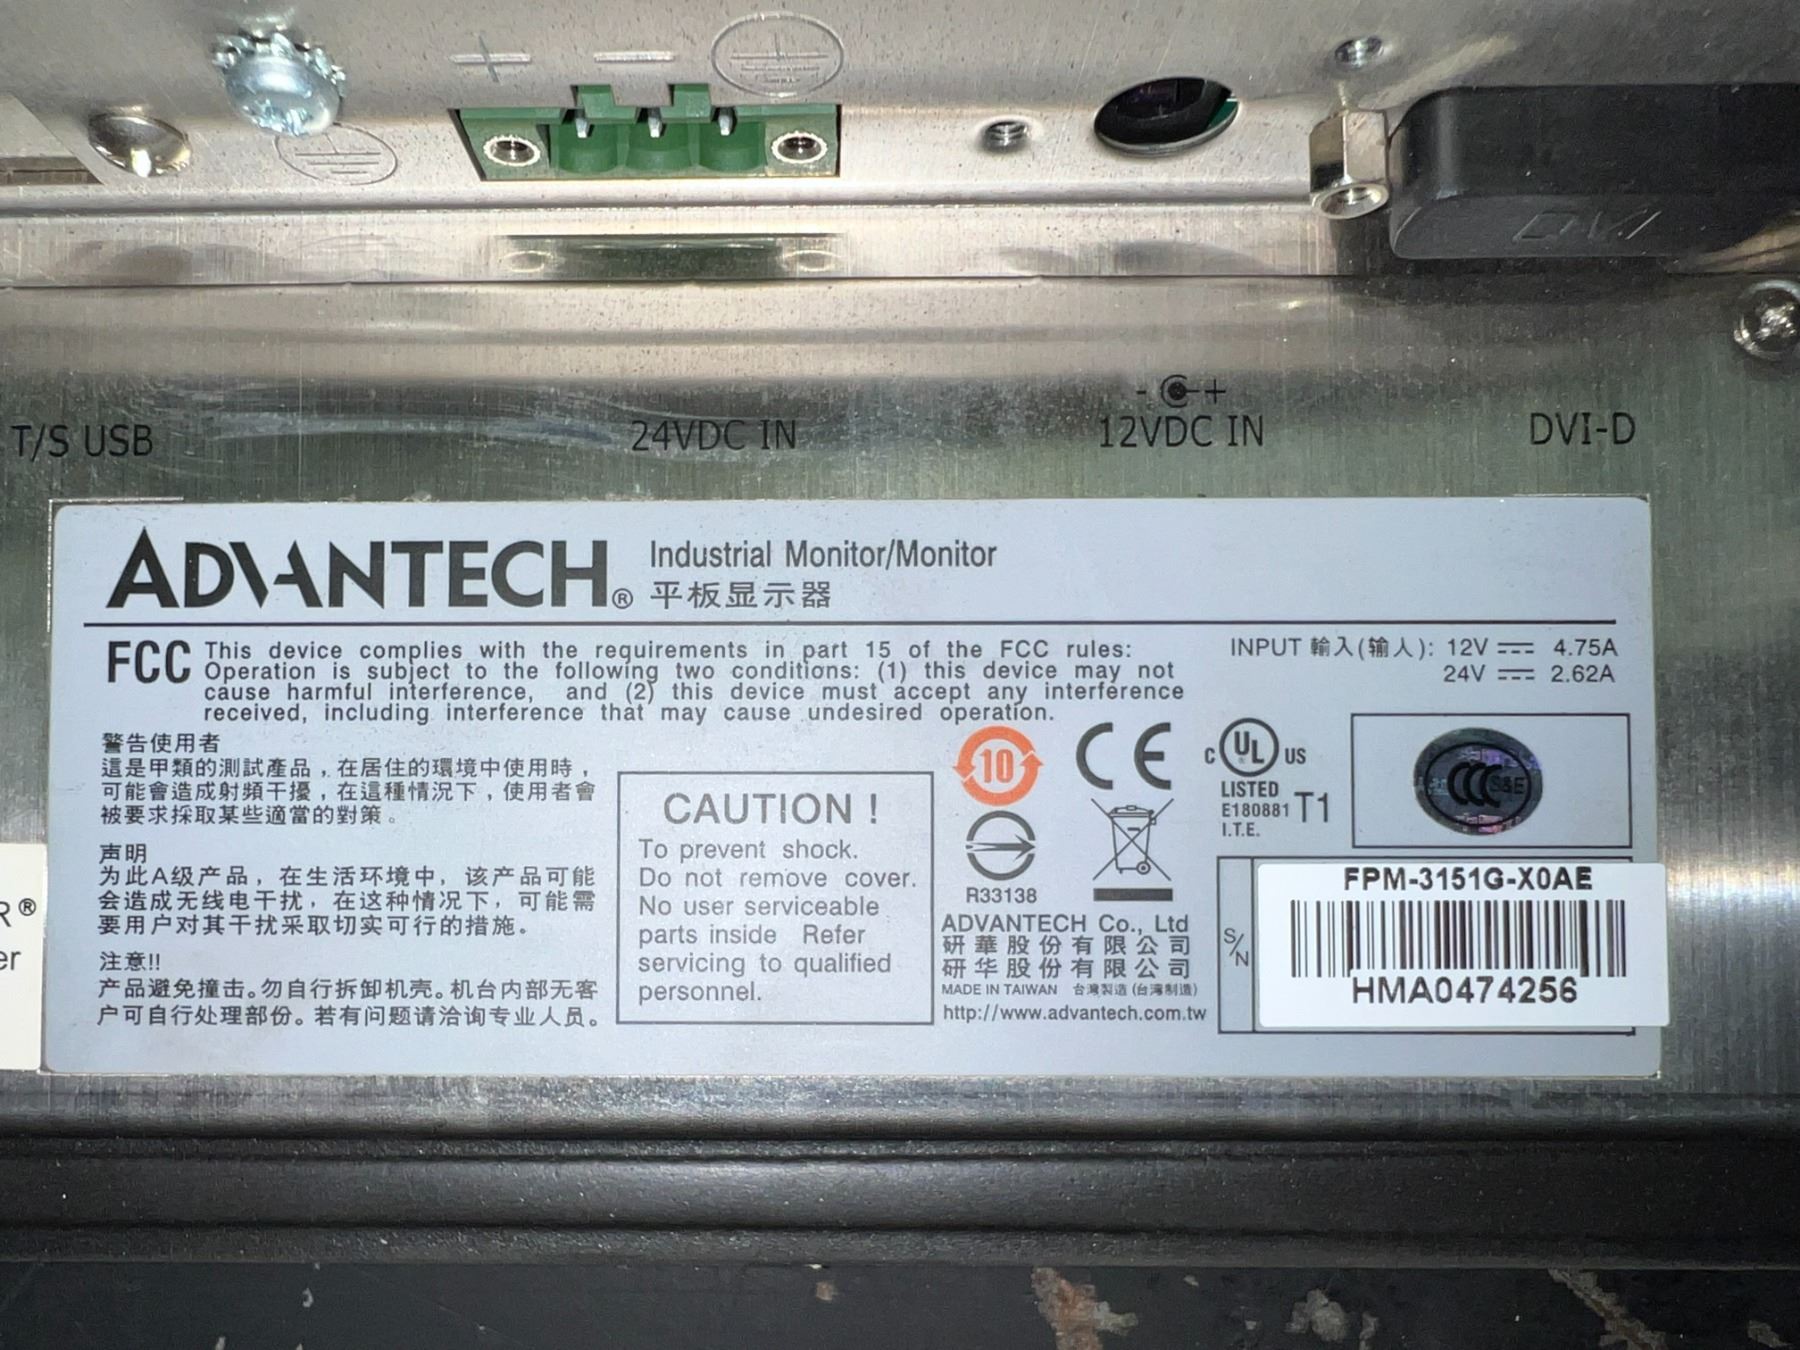 + −
DVI
- +
T/S USB
24VDC IN
12VDC IN
DVI-D
ADVANTECH®
Industrial Monitor/Monitor
平板显示器
FCC
This device complies with the requirements in part 15 of the FCC rules:
Operation is subject to the following two conditions: (1) this device may not
cause harmful interference, and (2) this device must accept any interference
received, including interference that may cause undesired operation.
INPUT 輸入(输人): 12V 4.75A
24V 2.62A
警告使用者
這是甲類的測試產品，在居住的環境中使用時，
可能會造成射頻干擾，在這種情況下，使用者會
被要求採取某些適當的對策。
声明
为此A级产品，在生活环境中，该产品可能
会造成无线电干扰，在这种情况下，可能需
要用户对其干扰采取切实可行的措施。
注意!!
产品避免撞击。勿自行拆卸机壳。机台内部无客
户可自行处理部份。若有问题请洽询专业人员。
CAUTION !
To prevent shock.
Do not remove cover.
No user serviceable
parts inside Refer
servicing to qualified
personnel.
10
CE
C UL US
LISTED
E180881 T1
I.T.E.
CCC S&E
R33138
ADVANTECH Co., Ltd
研華股份有限公司
研华股份有限公司
MADE IN TAIWAN 台灣製造 (台湾制造)
http://www.advantech.com.tw
S/N
FPM-3151G-X0AE
HMA0474256
R®
er